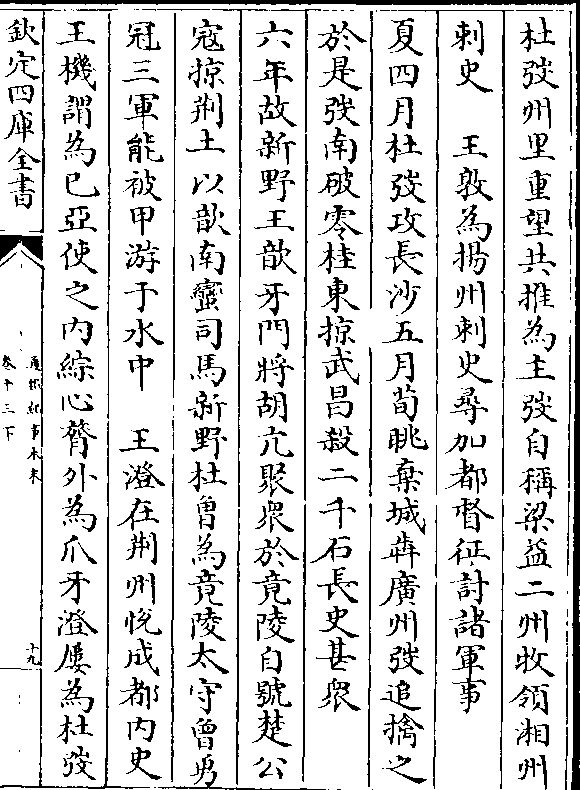 杜弢州里重望共推為主弢自稱梁益二州牧領湘州
刺史　王敦為揚州刺史尋加都督征討諸軍事
夏四月杜弢攻長沙五月荀眺棄城犇廣州弢追擒之
於是弢南破零桂東掠武昌殺二千石長史甚衆
六年故新野王歆牙門將胡亢聚衆於竟陵自號楚公
寇掠荆土以歆南蠻司馬新野杜曾為竟陵太守曾勇
冠三軍能被甲游于水中　王澄在荆州悅成都內史
王機謂為已亞使之內綜心膂外為爪牙澄屢為杜弢
欽定四庫全書
歷代紀事本末
卷十三下
十九